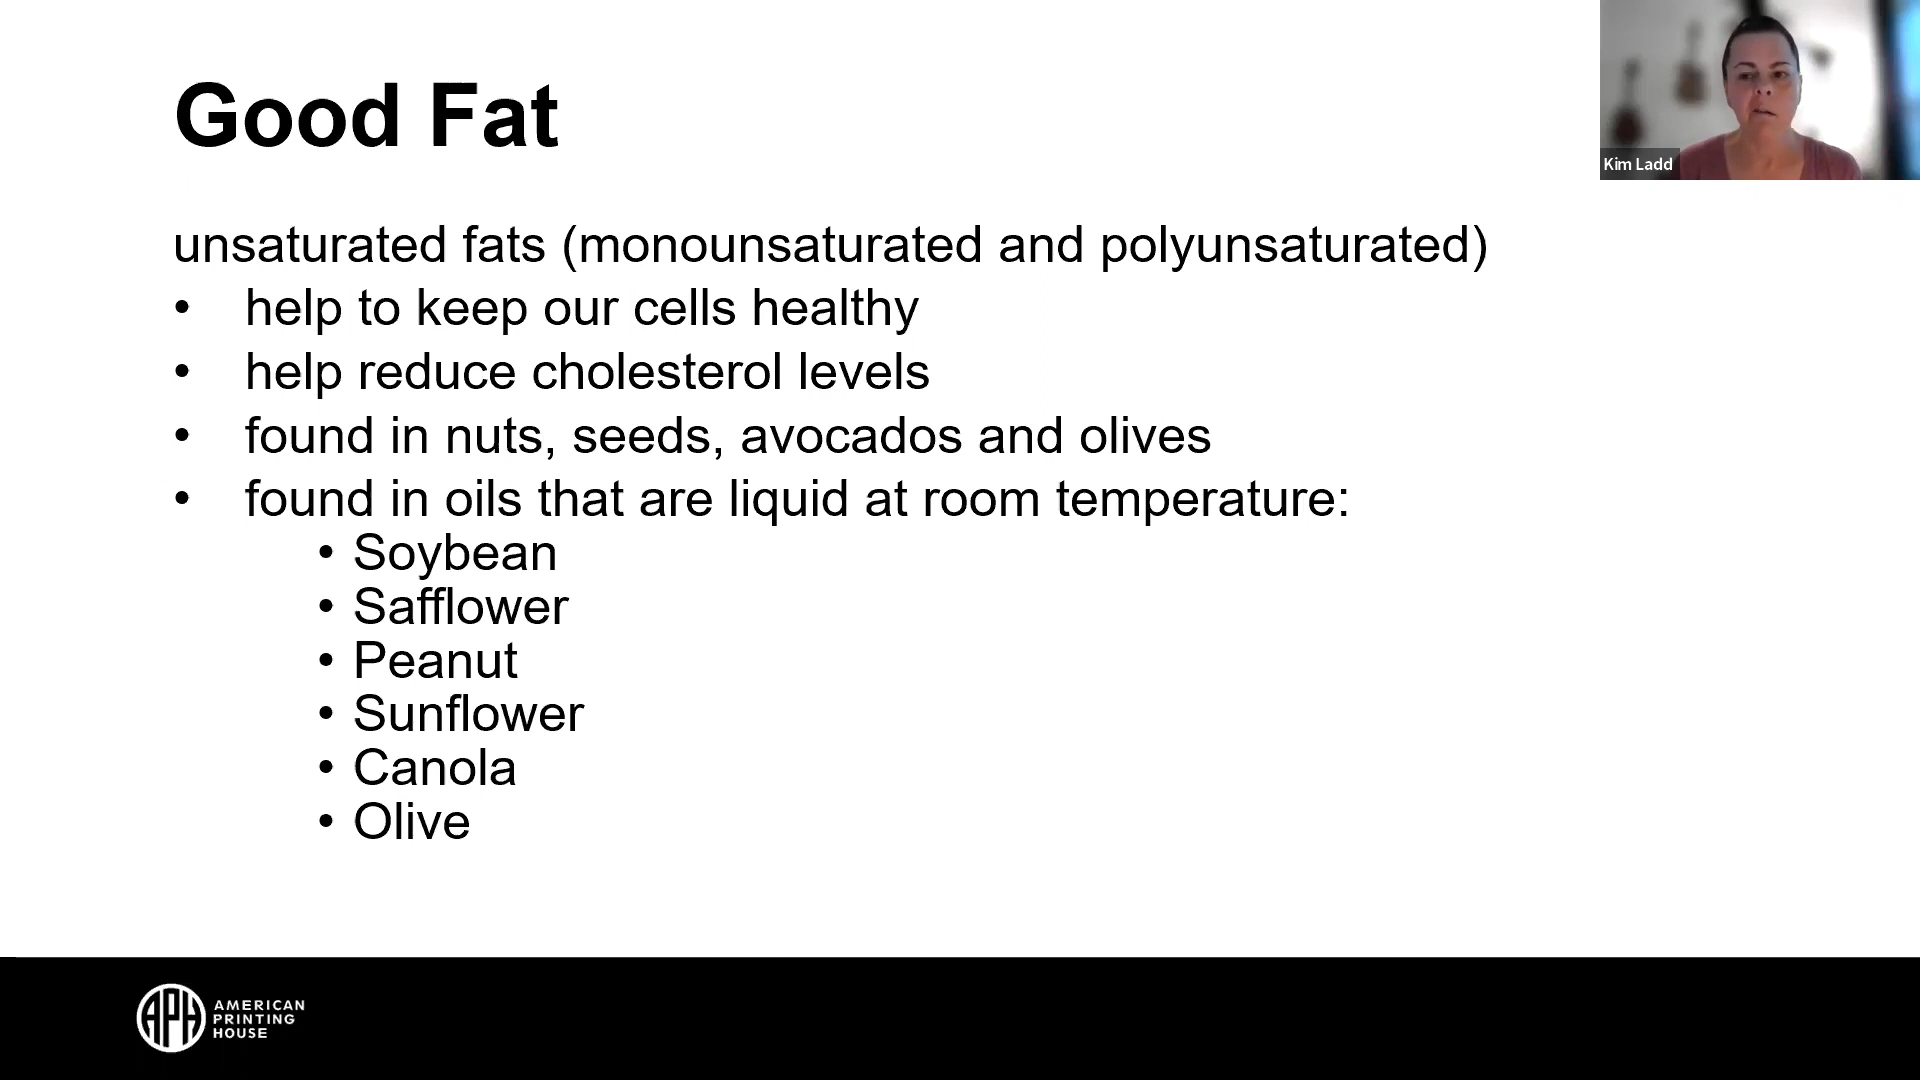 Good Fat
Kim Ladd
unsaturated fats (monounsaturated and polyunsaturated)
• help to keep our cells healthy
• help reduce cholesterol levels
• found in nuts, seeds, avocados and olives
• found in oils that are liquid at room temperature:
• Soybean
• Safflower
• Peanut
• Sunflower
• Canola
• Olive
APH
AMERICAN
PRINTING
HOUSE